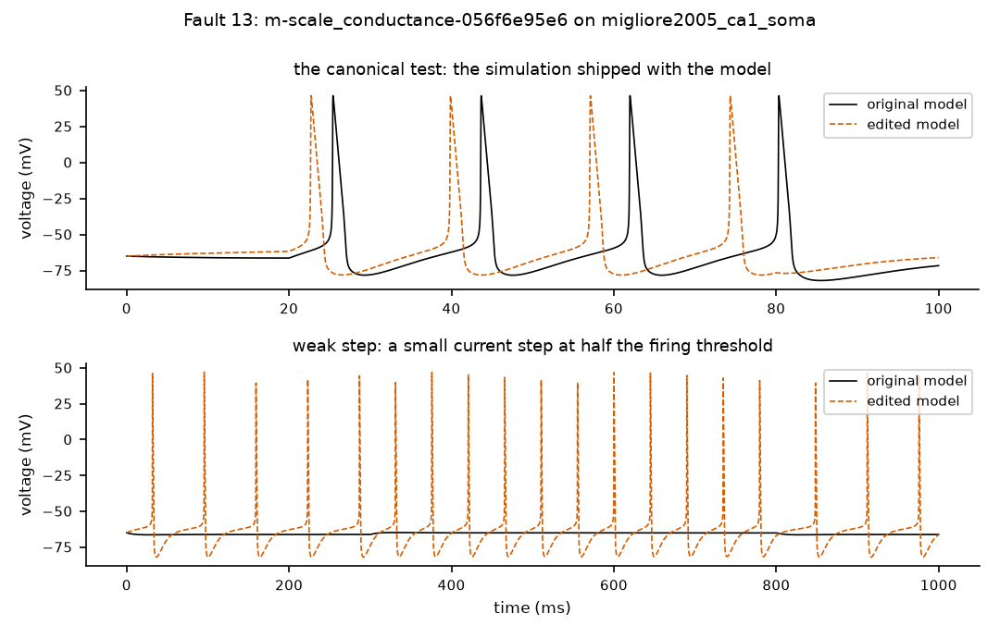 Fault 13: m-scale_conductance-056f6e95e6 on migliore2005_ca1_soma
the canonical test: the simulation shipped with the model
voltage (mV)
50
25
0
−25
−50
−75
original model
edited model
0
20
40
60
80
100
weak step: a small current step at half the firing threshold
voltage (mV)
50
25
0
−25
−50
−75
original model
edited model
0
200
400
600
800
1000
time (ms)